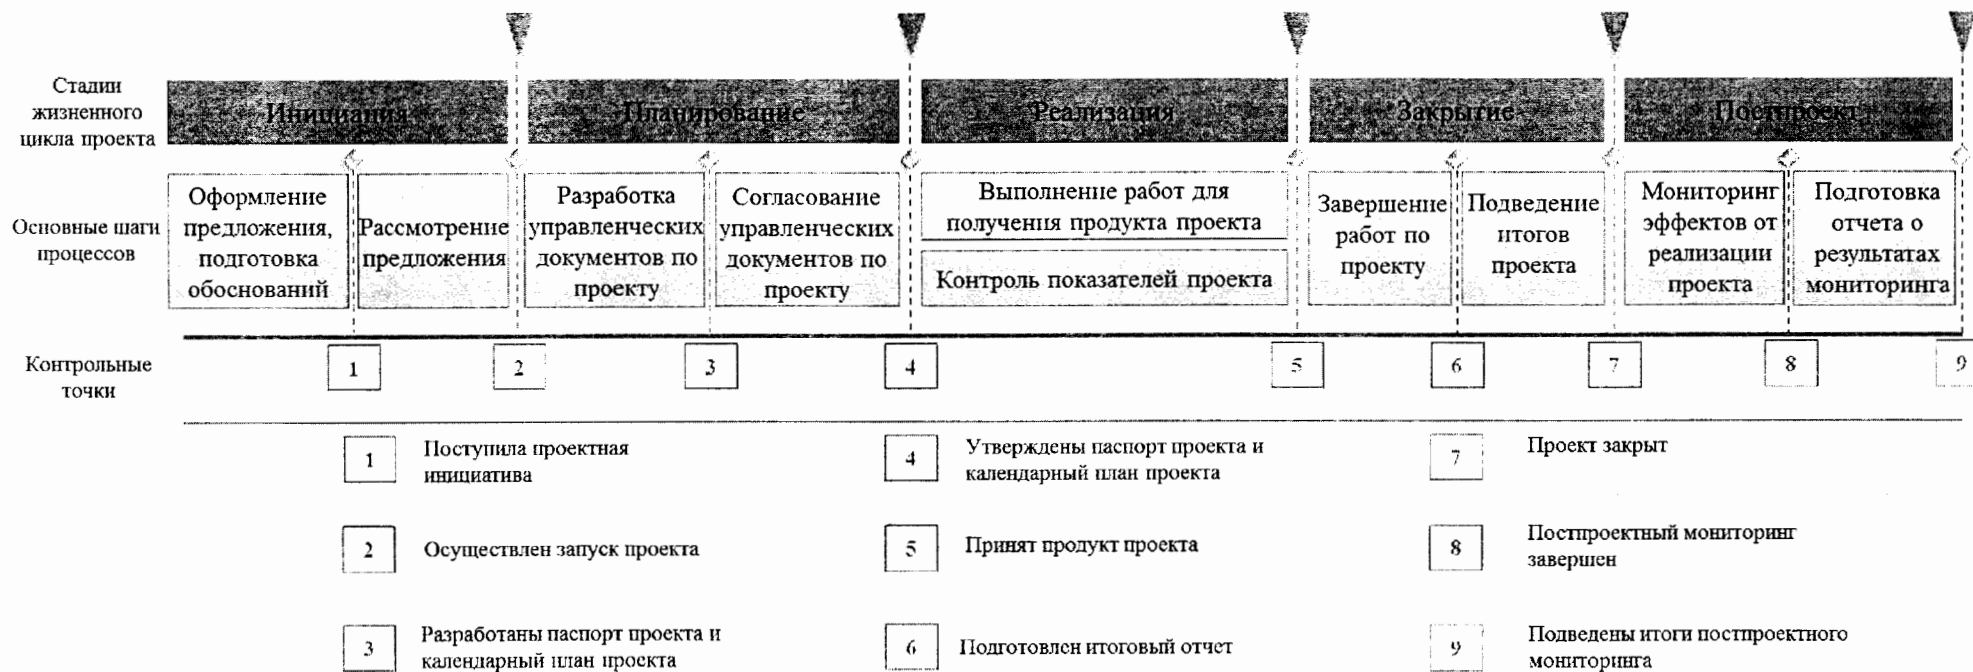 Стадии
жизненного
цикла проекта
Инициация
Планирование
Реализация
Закрытие
Постпроект
Основные шаги
процессов
Оформление
предложения,
подготовка
обоснований
Рассмотрение
предложения
Разработка
управленческих
документов по
проекту
Согласование
управленческих
документов по
проекту
Выполнение работ для
получения продукта проекта
Контроль показателей проекта
Завершение
работ по
проекту
Подведение
итогов
проекта
Мониторинг
эффектов от
реализации
проекта
Подготовка
отчета о
результатах
мониторинга
Контрольные
точки
1
2
3
4
5
6
7
8
9
1
Поступила проектная
инициатива
2
Осуществлен запуск проекта
3
Разработаны паспорт проекта и
календарный план проекта
4
Утверждены паспорт проекта и
календарный план проекта
5
Принят продукт проекта
6
Подготовлен итоговый отчет
7
Проект закрыт
8
Постпроектный мониторинг
завершен
9
Подведены итоги постпроектного
мониторинга